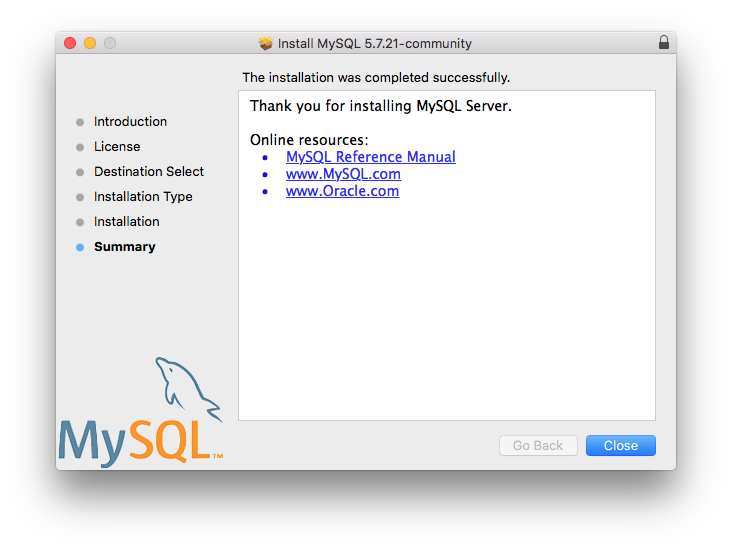 Install MySQL 5.7.21-community
The installation was completed successfully.
Introduction
License
Destination Select
Installation Type
Installation
Summary
Thank you for installing MySQL Server.
Online resources:
• MySQL Reference Manual
• www.MySQL.com
• www.Oracle.com
MySQL™
Go Back
Close